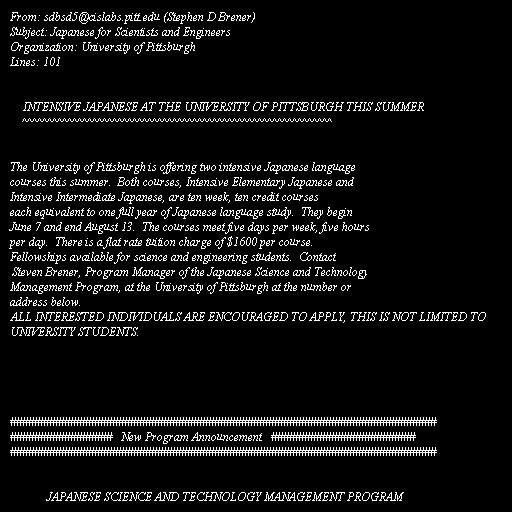 From: sdbsd5@cislabs.pitt.edu (Stephen D Brener)
Subject: Japanese for Scientists and Engineers
Organization: University of Pittsburgh
Lines: 101
INTENSIVE JAPANESE AT THE UNIVERSITY OF PITTSBURGH THIS SUMMER
^^^^^^^^^^^^^^^^^^^^^^^^^^^^^^^^^^^^^^^^^^^^^^^^^^^^^^^^^^^^^^
The University of Pittsburgh is offering two intensive Japanese language
courses this summer.  Both courses, Intensive Elementary Japanese and
Intensive Intermediate Japanese, are ten week, ten credit courses
each equivalent to one full year of Japanese language study.  They begin
June 7 and end August 13.  The courses meet five days per week, five hours
per day.  There is a flat rate tuition charge of $1600 per course.
Fellowships available for science and engineering students.  Contact
Steven Brener, Program Manager of the Japanese Science and Technology
Management Program, at the University of Pittsburgh at the number or
address below.
ALL INTERESTED INDIVIDUALS ARE ENCOURAGED TO APPLY, THIS IS NOT LIMITED TO
UNIVERSITY STUDENTS.
##########################################################################
######################  New Program Announcement  ########################
##########################################################################
JAPANESE SCIENCE AND TECHNOLOGY MANAGEMENT PROGRAM